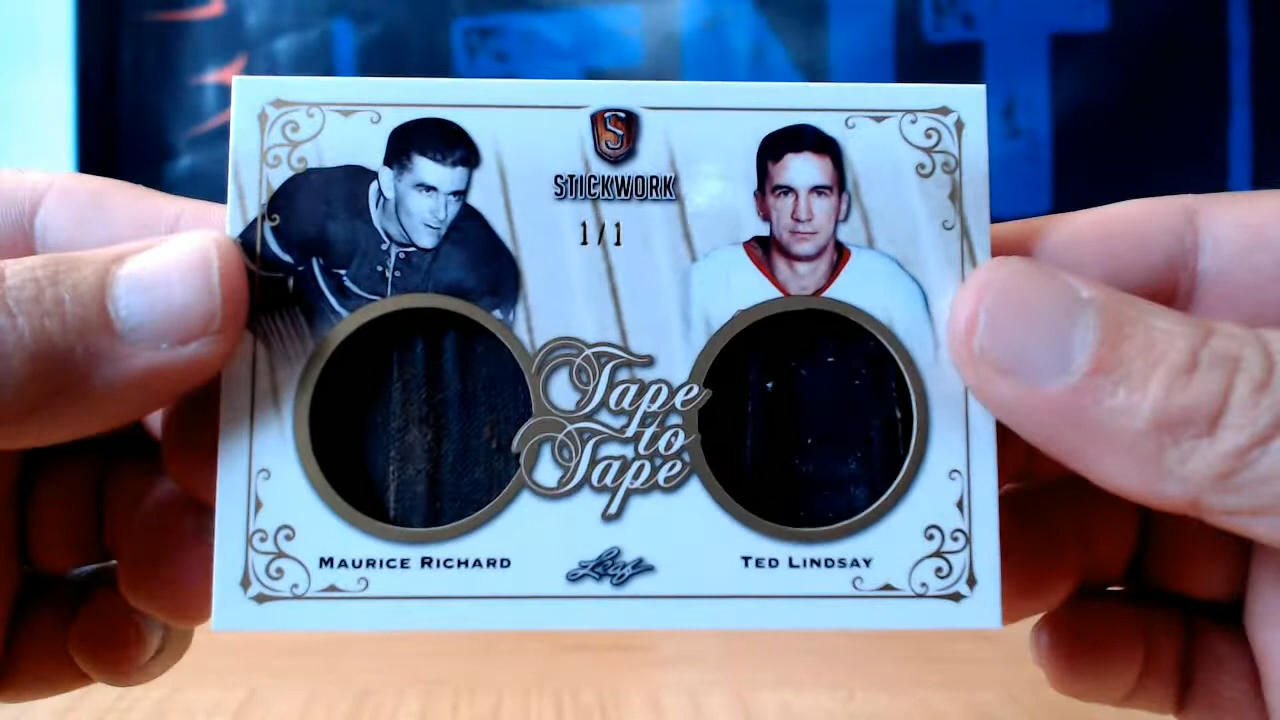 STICKWORK
1/1
Tape
to
Tape
MAURICE RICHARD
Leaf
TED LINDSAY